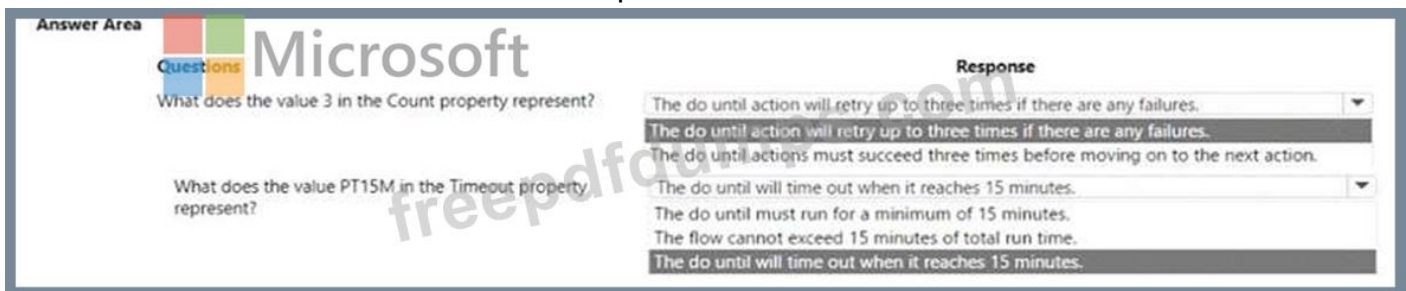 Answer Area
Microsoft
Questions Response
What does the value 3 in the Count property represent? The do until action will retry up to three times if there are any failures.
The do until action will retry up to three times if there are any failures.
The do until actions must succeed three times before moving on to the next action.
What does the value PT15M in the Timeout property The do until will time out when it reaches 15 minutes.
represent? The do until must run for a minimum of 15 minutes.
The flow cannot exceed 15 minutes of total run time.
The do until will time out when it reaches 15 minutes.
freepdfdumps.com